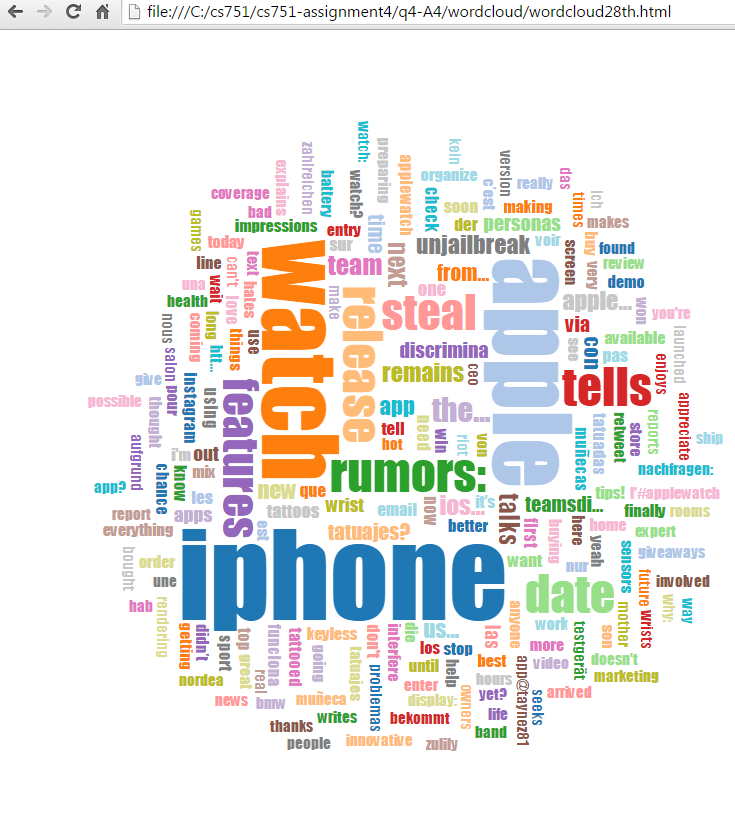 file:///C:/cs751/cs751-assignment4/q4-A4/wordcloud/wordcloud28th.html
watch:
zahlreichen
preparing
kein
version
explains
battery
watch?
applewatch
organize
c'est
really
das
ich
coverage
bad
check
soon
making
times
makes
games
impressions
entry
time
der
personas
today
sur
next
unjailbreak
voir
screen
buy
found
line
can't
text
watch
team
from...
apple
very
review
demo
una
wait
love
hates
make
release
one
steal
apple...
won
you're
health
nous
coming
long
things
use
via
see
con
available
launched
salon
htt...
discrimina
pas
enjoys
give
pour
instagram
using
features
remains
ceo
tells
possible
thought
app
the...
appreciate
aufgrund
tell
hot
need
win
riot
von
muñecas
tatuadas
retweet
store
reports
ship
i'm
out
rumors:
nachfragen:
app?
chance
know
mix
les
new
que
tips!
I'#applewatch
report
apps
tattoos
wrist
email
now
ios...
it's
talks
teamsdi...
finally
rooms
everything
est
tatuajes?
better
first
buying
here
home
expert
bought
order
iphone
want
yeah
nur
sensors
giveaways
une
date
future
involved
hab
rendering
wrists
why:
way
getting
didn't
sport
top
great
funciona
tattooed
keyless
going
don't
interfere
die
us...
las
anyone
work
testgerät
son
mother
los
stop
more
tatuajes
problemas
until
help
best
video
doesn't
nordea
real
enter
hours
app@taynez81
marketing
news
bmw
muñeca
display:
owners
yet?
seeks
arrived
writes
bekommt
life
thanks
band
people
innovative
zulily